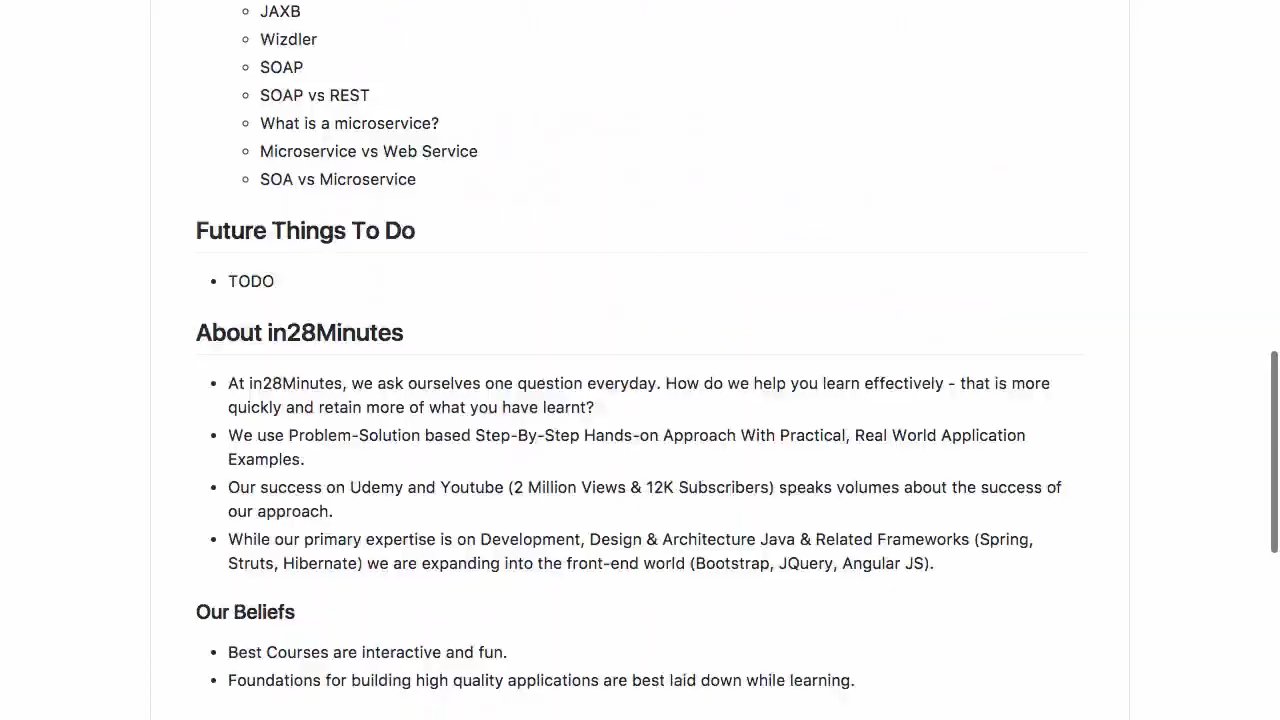 JAXB
Wizdler
SOAP
SOAP vs REST
What is a microservice?
Microservice vs Web Service
SOA vs Microservice
Future Things To Do
TODO
About in28Minutes
At in28Minutes, we ask ourselves one question everyday. How do we help you learn effectively - that is more
quickly and retain more of what you have learnt?
We use Problem-Solution based Step-By-Step Hands-on Approach With Practical, Real World Application
Examples.
Our success on Udemy and Youtube (2 Million Views & 12K Subscribers) speaks volumes about the success of
our approach.
While our primary expertise is on Development, Design & Architecture Java & Related Frameworks (Spring,
Struts, Hibernate) we are expanding into the front-end world (Bootstrap, JQuery, Angular JS).
Our Beliefs
Best Courses are interactive and fun.
Foundations for building high quality applications are best laid down while learning.